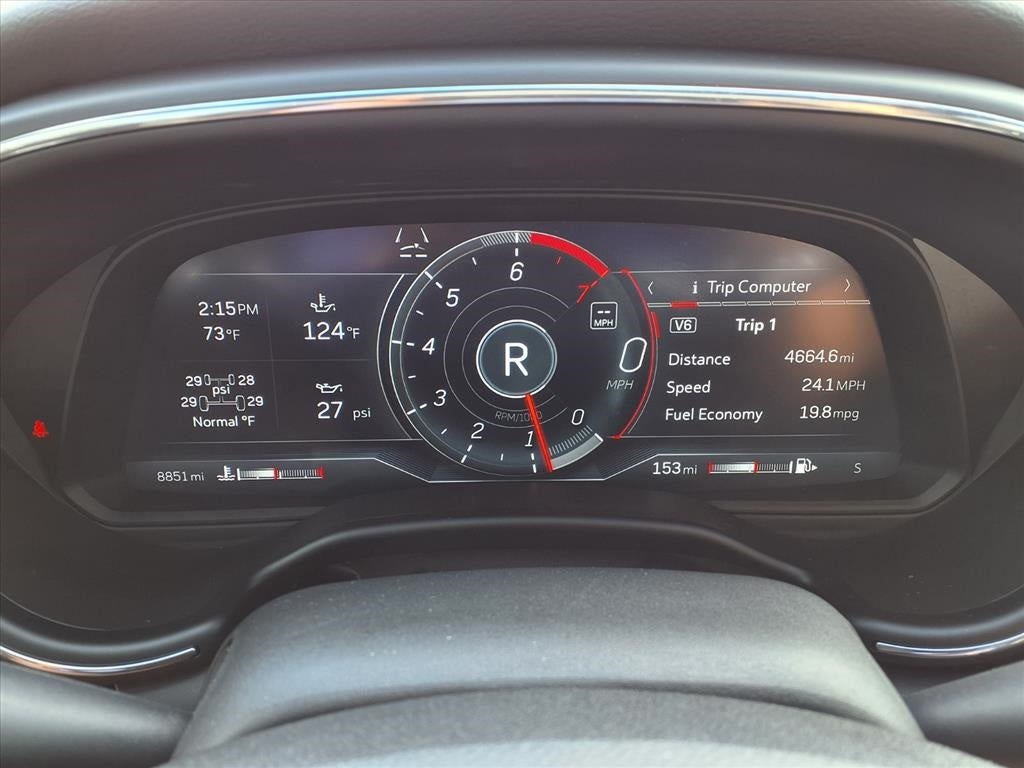 2:15PM
73°F
124°F
29 28
psi
29 29
Normal °F
27 psi
8851 mi
6
5
4
3
2
1
0
7
R
RPM/1000
--
MPH
0
MPH
i Trip Computer
V6 Trip 1
Distance 4664.6mi
Speed 24.1MPH
Fuel Economy 19.8mpg
153mi
S